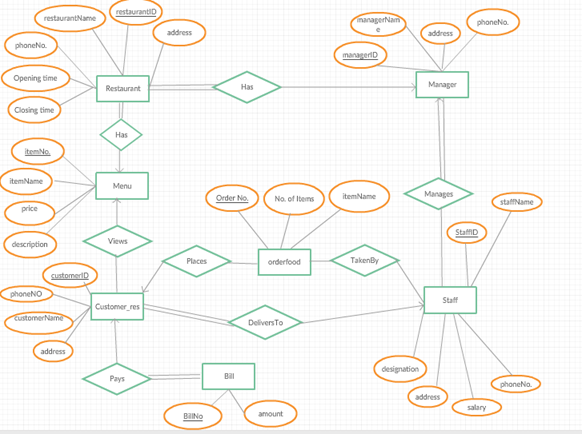 restaurantName
restaurantID
address
phoneNo.
Opening time
Closing time
Restaurant
Has
managerNam
e
address
phoneNo.
managerID
Manager
Has
itemNo.
itemName
price
description
Menu
Order No.
No. of Items
itemName
Manages
staffName
StaffID
Views
Places
orderfood
TakenBy
customerID
phoneNO
customerName
address
Customer_res
DeliversTo
Staff
Pays
Bill
BillNo
amount
designation
address
salary
phoneNo.